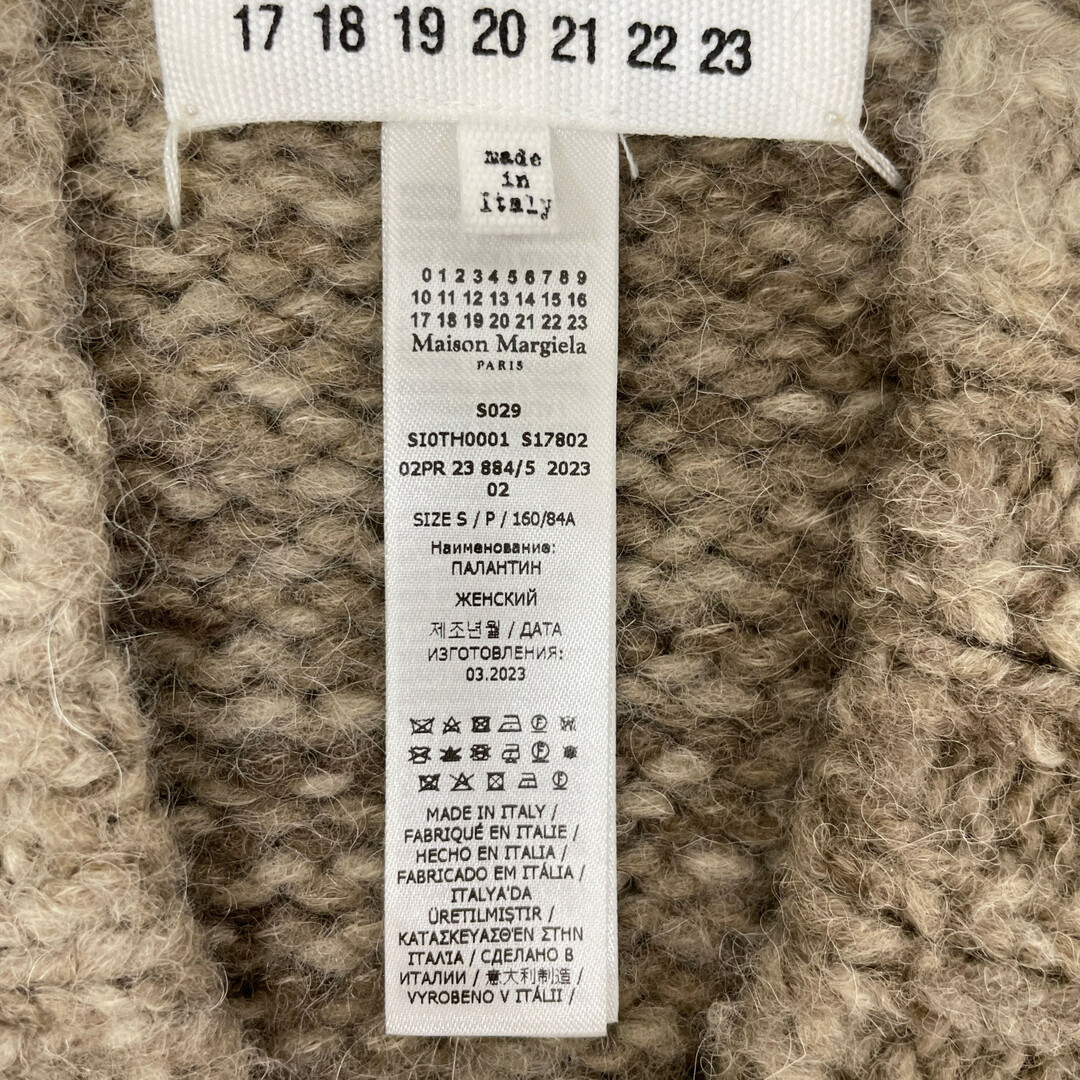 17 18 19 20 21 22 23
made
in
Italy
0 1 2 3 4 5 6 7 8 9
10 11 12 13 14 15 16
17 18 19 20 21 22 23
Maison Margiela
PARIS
S029
SI0TH0001 S17802
02PR 23 884/5 2023
02
SIZE S / P / 160/84A
Наименование:
ПАЛАНТИН
ЖЕНСКИЙ
제조년월 / ДАТА
ИЗГОТОВЛЕНИЯ:
03.2023
MADE IN ITALY /
FABRIQUÉ EN ITALIE /
HECHO EN ITALIA /
FABRICADO EM ITÁLIA /
ITALYA'DA
ÜRETILMIŞTIR /
ΚΑΤΑΣΚΕΥΑΣΘ'ΕΝ ΣΤΗΝ
ΙΤΑΛ'ΙΑ / СДЕЛАНО В
ИТАЛИИ / 意大利制造 /
VYROBENO V ITÁLII /